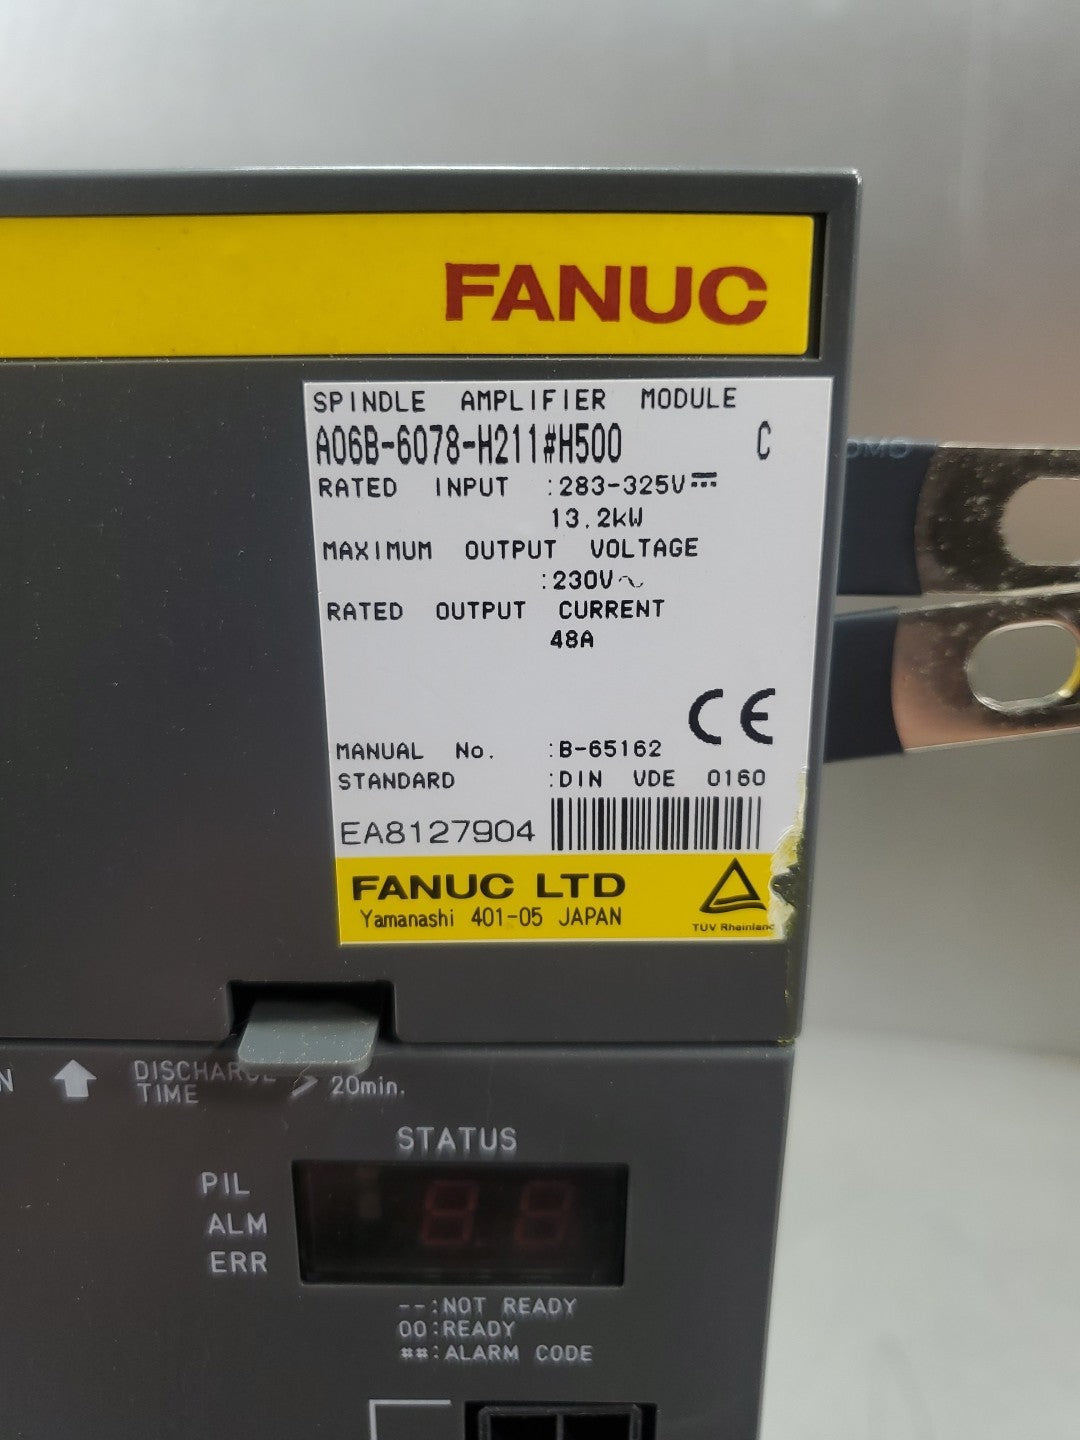 FANUC
SPINDLE AMPLIFIER MODULE
A06B-6078-H211#H500 C
RATED INPUT :283-325V⎓
13.2kW
MAXIMUM OUTPUT VOLTAGE
:230V∿
RATED OUTPUT CURRENT
48A
CE
MANUAL No. :B-65162
STANDARD :DIN VDE 0160
EA8127904
FANUC LTD
Yamanashi 401-05 JAPAN
TUV Rheinland
DISCHARGE
TIME > 20min.
STATUS
PIL
ALM
ERR
--:NOT READY
00:READY
##:ALARM CODE